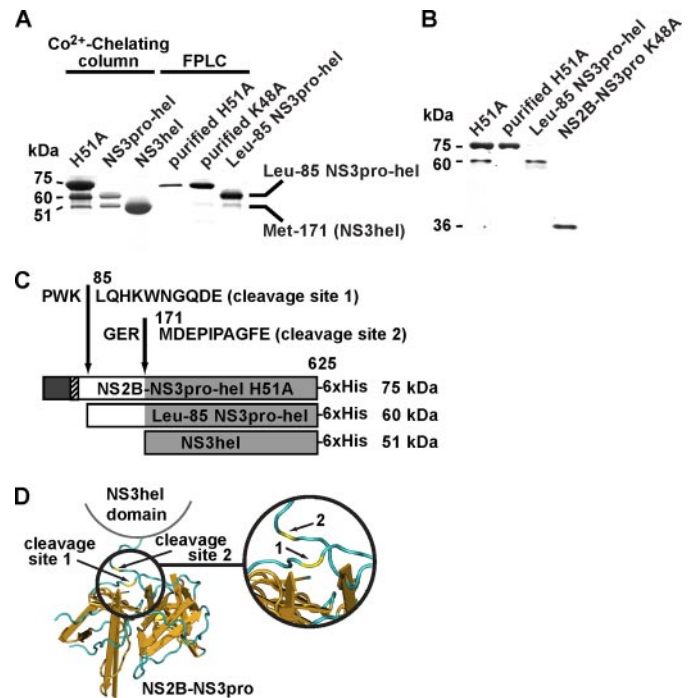 A
Co2+-Chelating
column
FPLC
kDa
H51A
NS3pro-hel
NS3hel
purified H51A
purified K48A
Leu-85 NS3pro-hel
75
60
51
Leu-85 NS3pro-hel
Met-171 (NS3hel)
B
kDa
H51A
purified H51A
Leu-85 NS3pro-hel
NS2B-NS3pro K48A
75
60
36
C
85
PWK LQHKWNGQDE (cleavage site 1)
171
GER MDEPIPAGFE (cleavage site 2)
625
NS2B-NS3pro-hel H51A -6xHis 75 kDa
Leu-85 NS3pro-hel -6xHis 60 kDa
NS3hel -6xHis 51 kDa
D
NS3hel
domain
cleavage
site 1
cleavage
site 2
2
1
NS2B-NS3pro